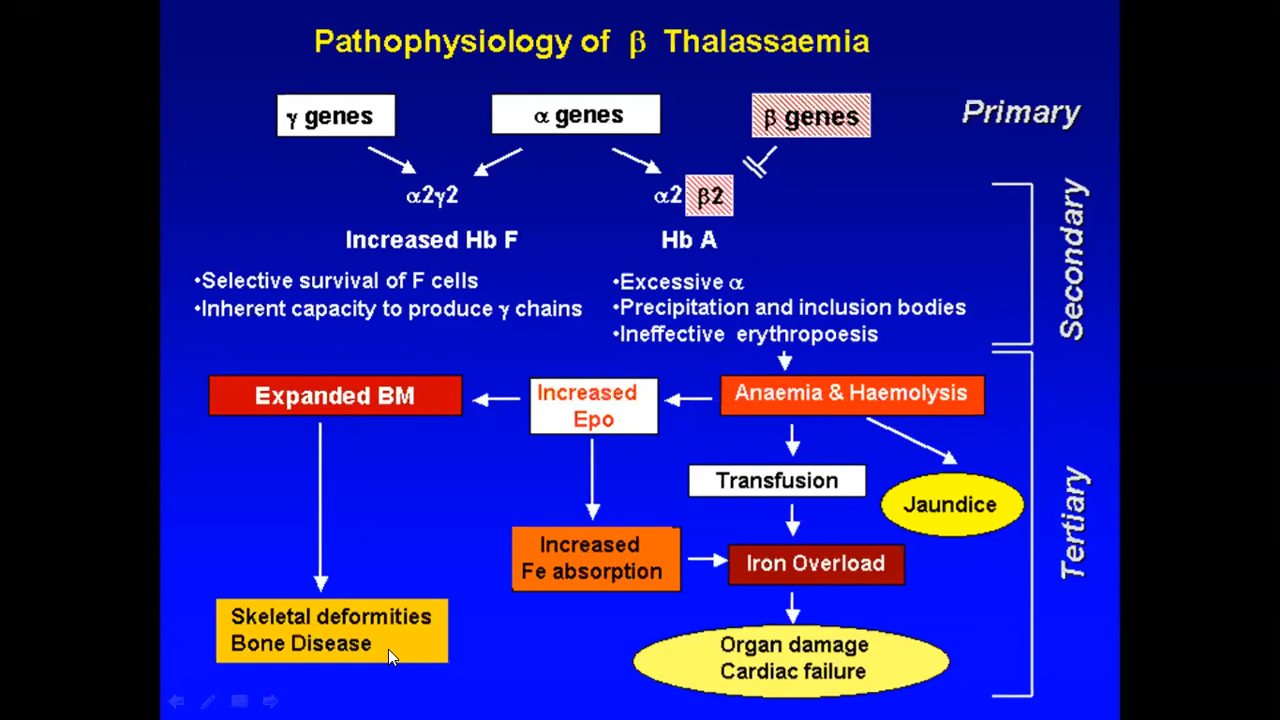 Pathophysiology of β Thalassaemia
γ genes
α genes
β genes
Primary
α2γ2
α2 β2
Increased Hb F
Hb A
•Selective survival of F cells
•Inherent capacity to produce γ chains
•Excessive α
•Precipitation and inclusion bodies
•Ineffective erythropoesis
Secondary
Expanded BM
Increased
Epo
Anaemia & Haemolysis
Transfusion
Jaundice
Increased
Fe absorption
Iron Overload
Tertiary
Skeletal deformities
Bone Disease
Organ damage
Cardiac failure